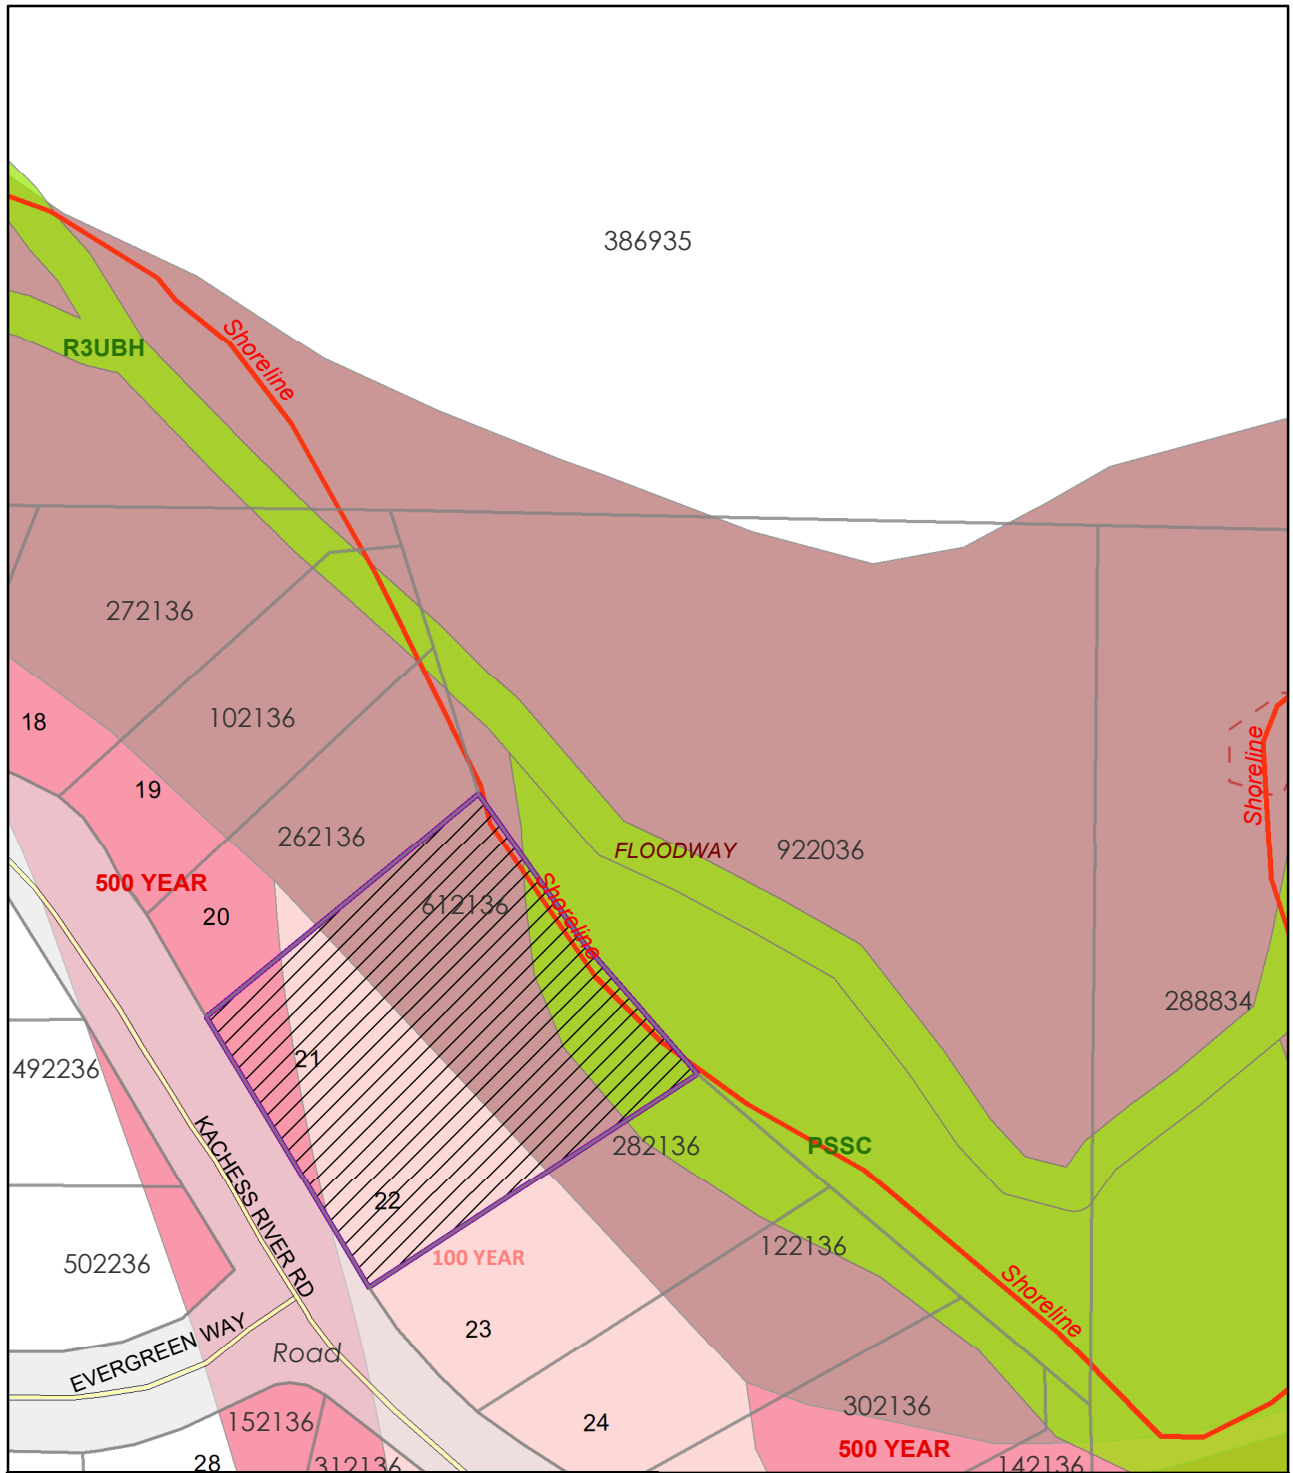 386935
Shoreline
R3UBH
272136
102136
18
Shoreline
19
262136
FLOODWAY
922036
500 YEAR
612136
20
Shoreline
288834
21
492236
KACHESS RIVER RD
282136
PSSC
22
122136
100 YEAR
502236
Shoreline
EVERGREEN WAY
23
Road
302136
152136
24
500 YEAR
28
312136
142136